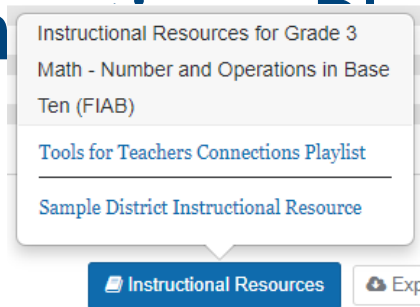 Instructional Resources for Grade 3
Math - Number and Operations in Base
Ten (FIAB)
Tools for Teachers Connections Playlist
Sample District Instructional Resource
Instructional Resources